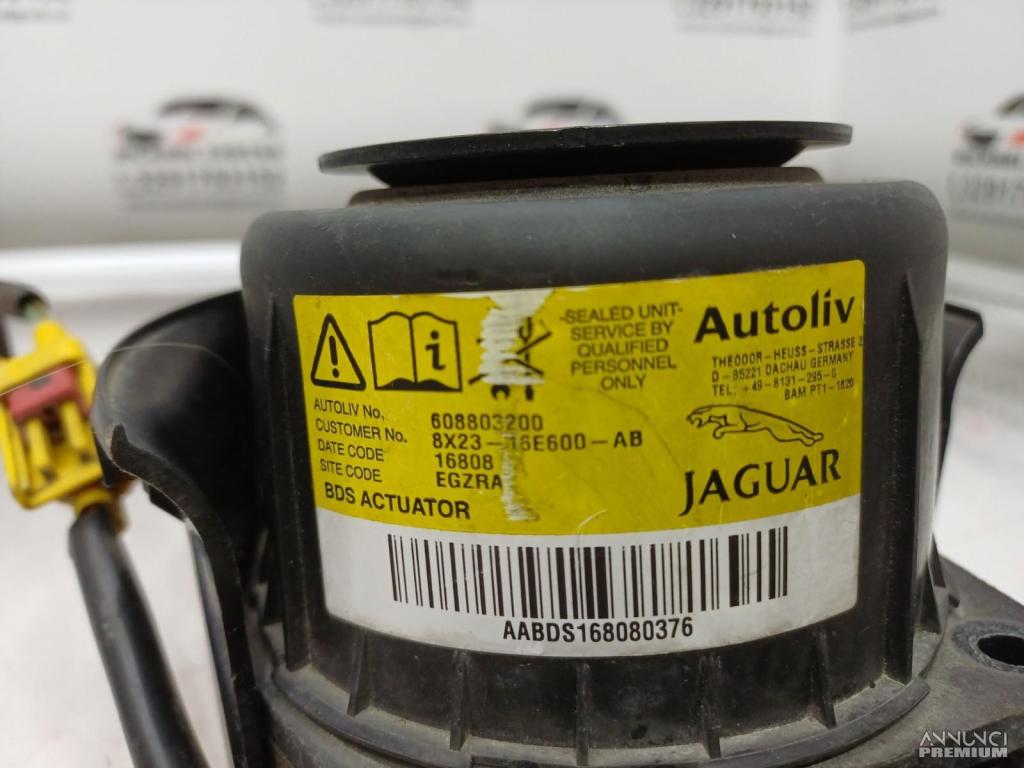 SEALED UNIT-
SERVICE BY
QUALIFIED
PERSONNEL
ONLY
Autoliv
THEODOR-HEUSS-STRASSE 2
D-85221 DACHAU GERMANY
TEL: +49-8131-295-0
BAM PT1-1820
AUTOLIV No. 608803200
CUSTOMER No. 8X23-16E600-AB
DATE CODE 16808
SITE CODE EGZRA
BDS ACTUATOR
JAGUAR
AABDS168080376
ANNUNCI
PREMIUM